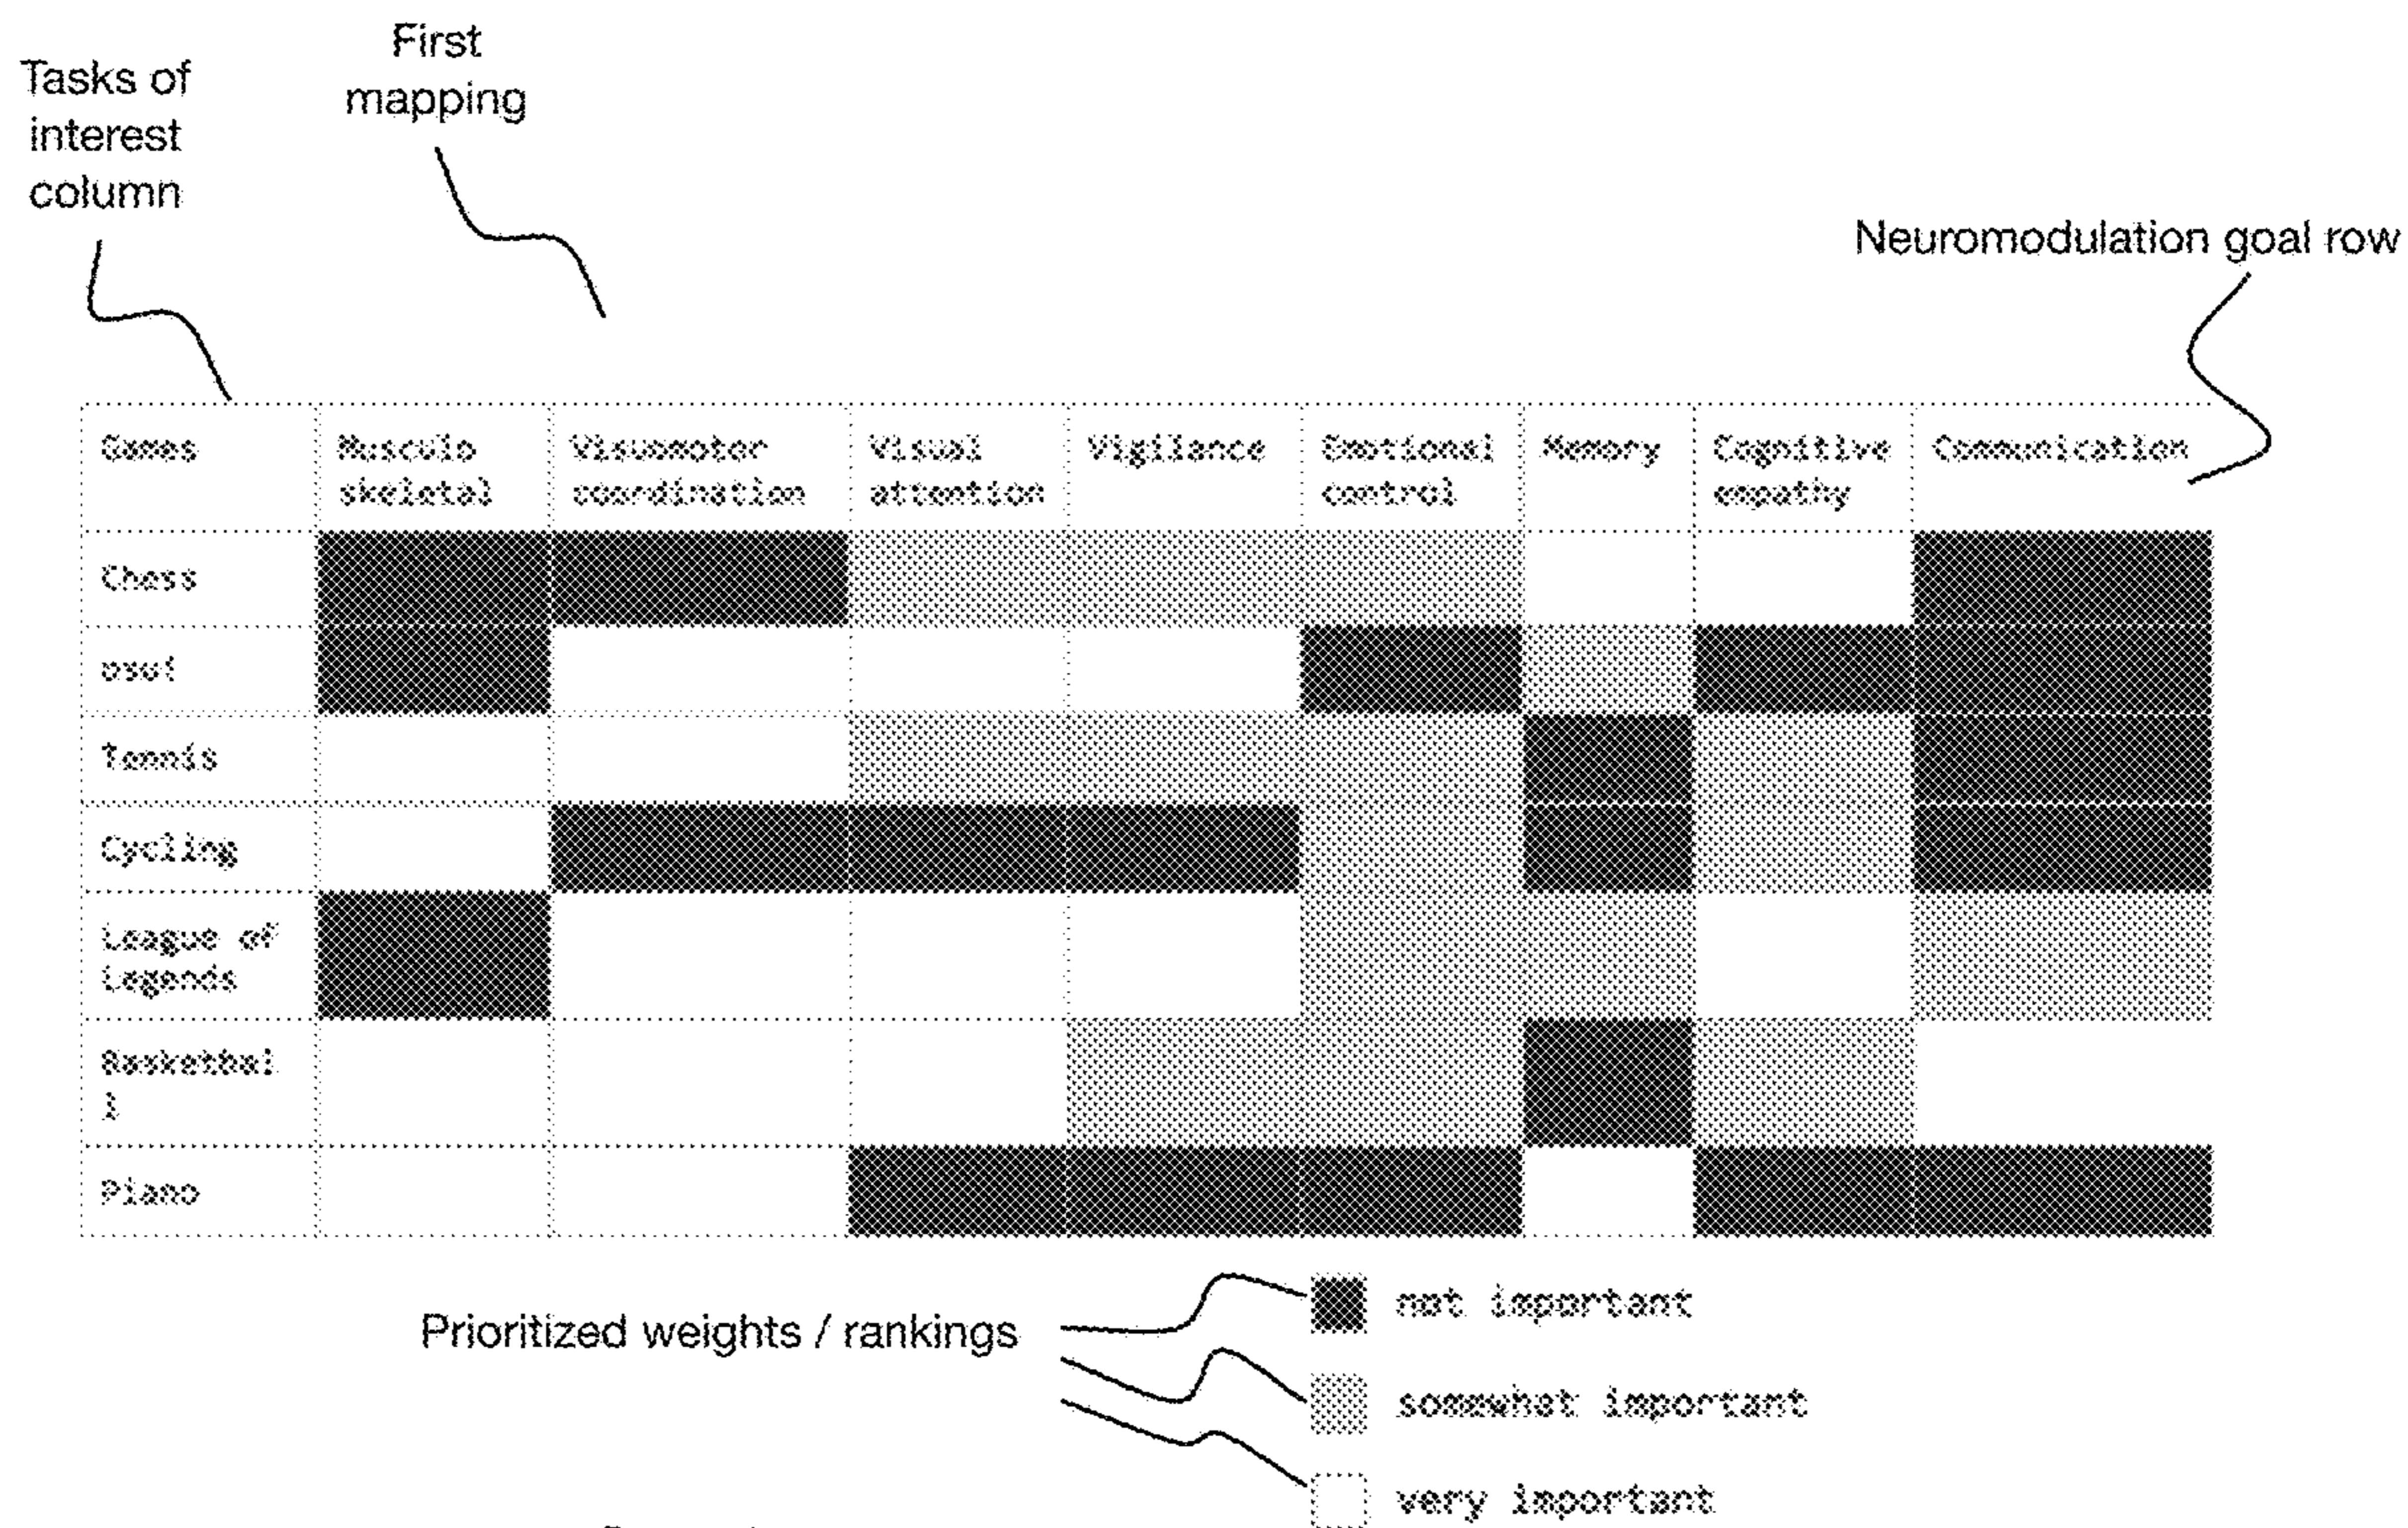 First
mapping
Tasks of
interest
column
Neuromodulation goal row
Games Musculo Visuomotor Visual Vigilance Emotional Memory Cognitive Communication
skeletal coordination attention control empathy
Chess
osu!
Tennis
Cycling
League of
Legends
Basketbal
l
Piano
Prioritized weights / rankings
not important
somewhat important
very important